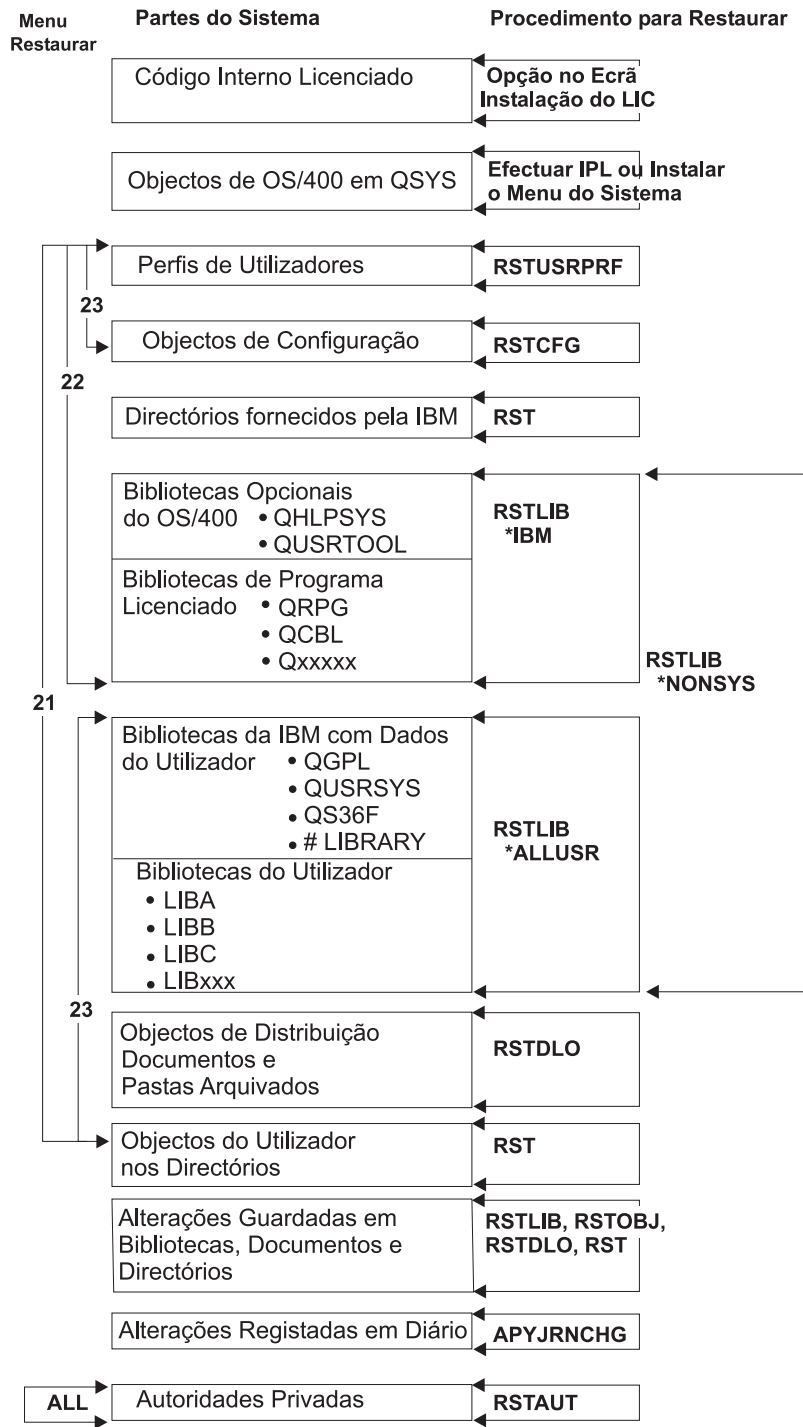 Menu
Restaurar
Partes do Sistema
Procedimento para Restaurar
Código Interno Licenciado
Opção no Ecrã
Instalação do LIC
Objectos de OS/400 em QSYS
Efectuar IPL ou Instalar
o Menu do Sistema
Perfis de Utilizadores
RSTUSRPRF
23
Objectos de Configuração
RSTCFG
22
Directórios fornecidos pela IBM
RST
Bibliotecas Opcionais
do OS/400 • QHLPSYS
• QUSRTOOL
RSTLIB
*IBM
Bibliotecas de Programa
Licenciado • QRPG
• QCBL
• Qxxxxx
RSTLIB
*NONSYS
21
Bibliotecas da IBM com Dados
do Utilizador • QGPL
• QUSRSYS
• QS36F
• # LIBRARY
RSTLIB
*ALLUSR
Bibliotecas do Utilizador
• LIBA
• LIBB
• LIBC
• LIBxxx
23
Objectos de Distribuição
Documentos e
Pastas Arquivados
RSTDLO
Objectos do Utilizador
nos Directórios
RST
Alterações Guardadas em
Bibliotecas, Documentos e
Directórios
RSTLIB, RSTOBJ,
RSTDLO, RST
Alterações Registadas em Diário
APYJRNCHG
ALL
Autoridades Privadas
RSTAUT